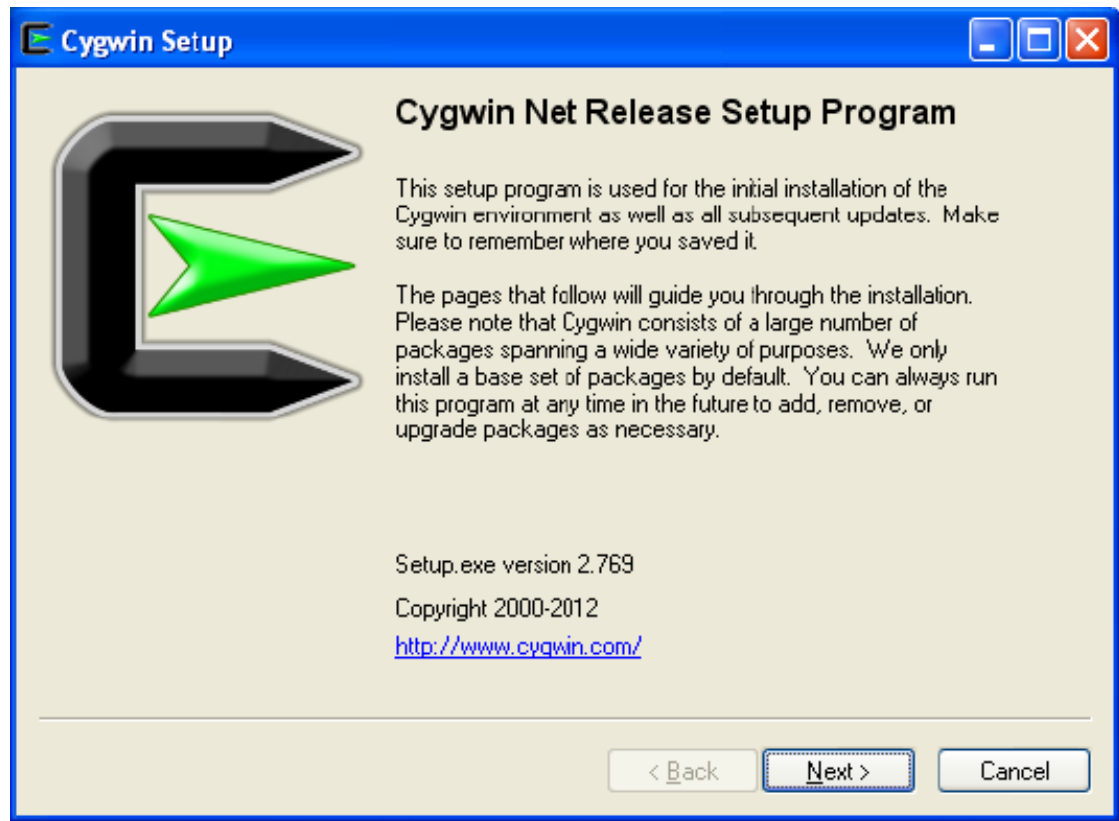 Cygwin Setup
Cygwin Net Release Setup Program
This setup program is used for the initial installation of the
Cygwin environment as well as all subsequent updates.  Make
sure to remember where you saved it.
The pages that follow will guide you through the installation.
Please note that Cygwin consists of a large number of
packages spanning a wide variety of purposes.  We only
install a base set of packages by default.  You can always run
this program at any time in the future to add, remove, or
upgrade packages as necessary.
Setup.exe version 2.769
Copyright 2000-2012
http://www.cygwin.com/
< Back
Next >
Cancel